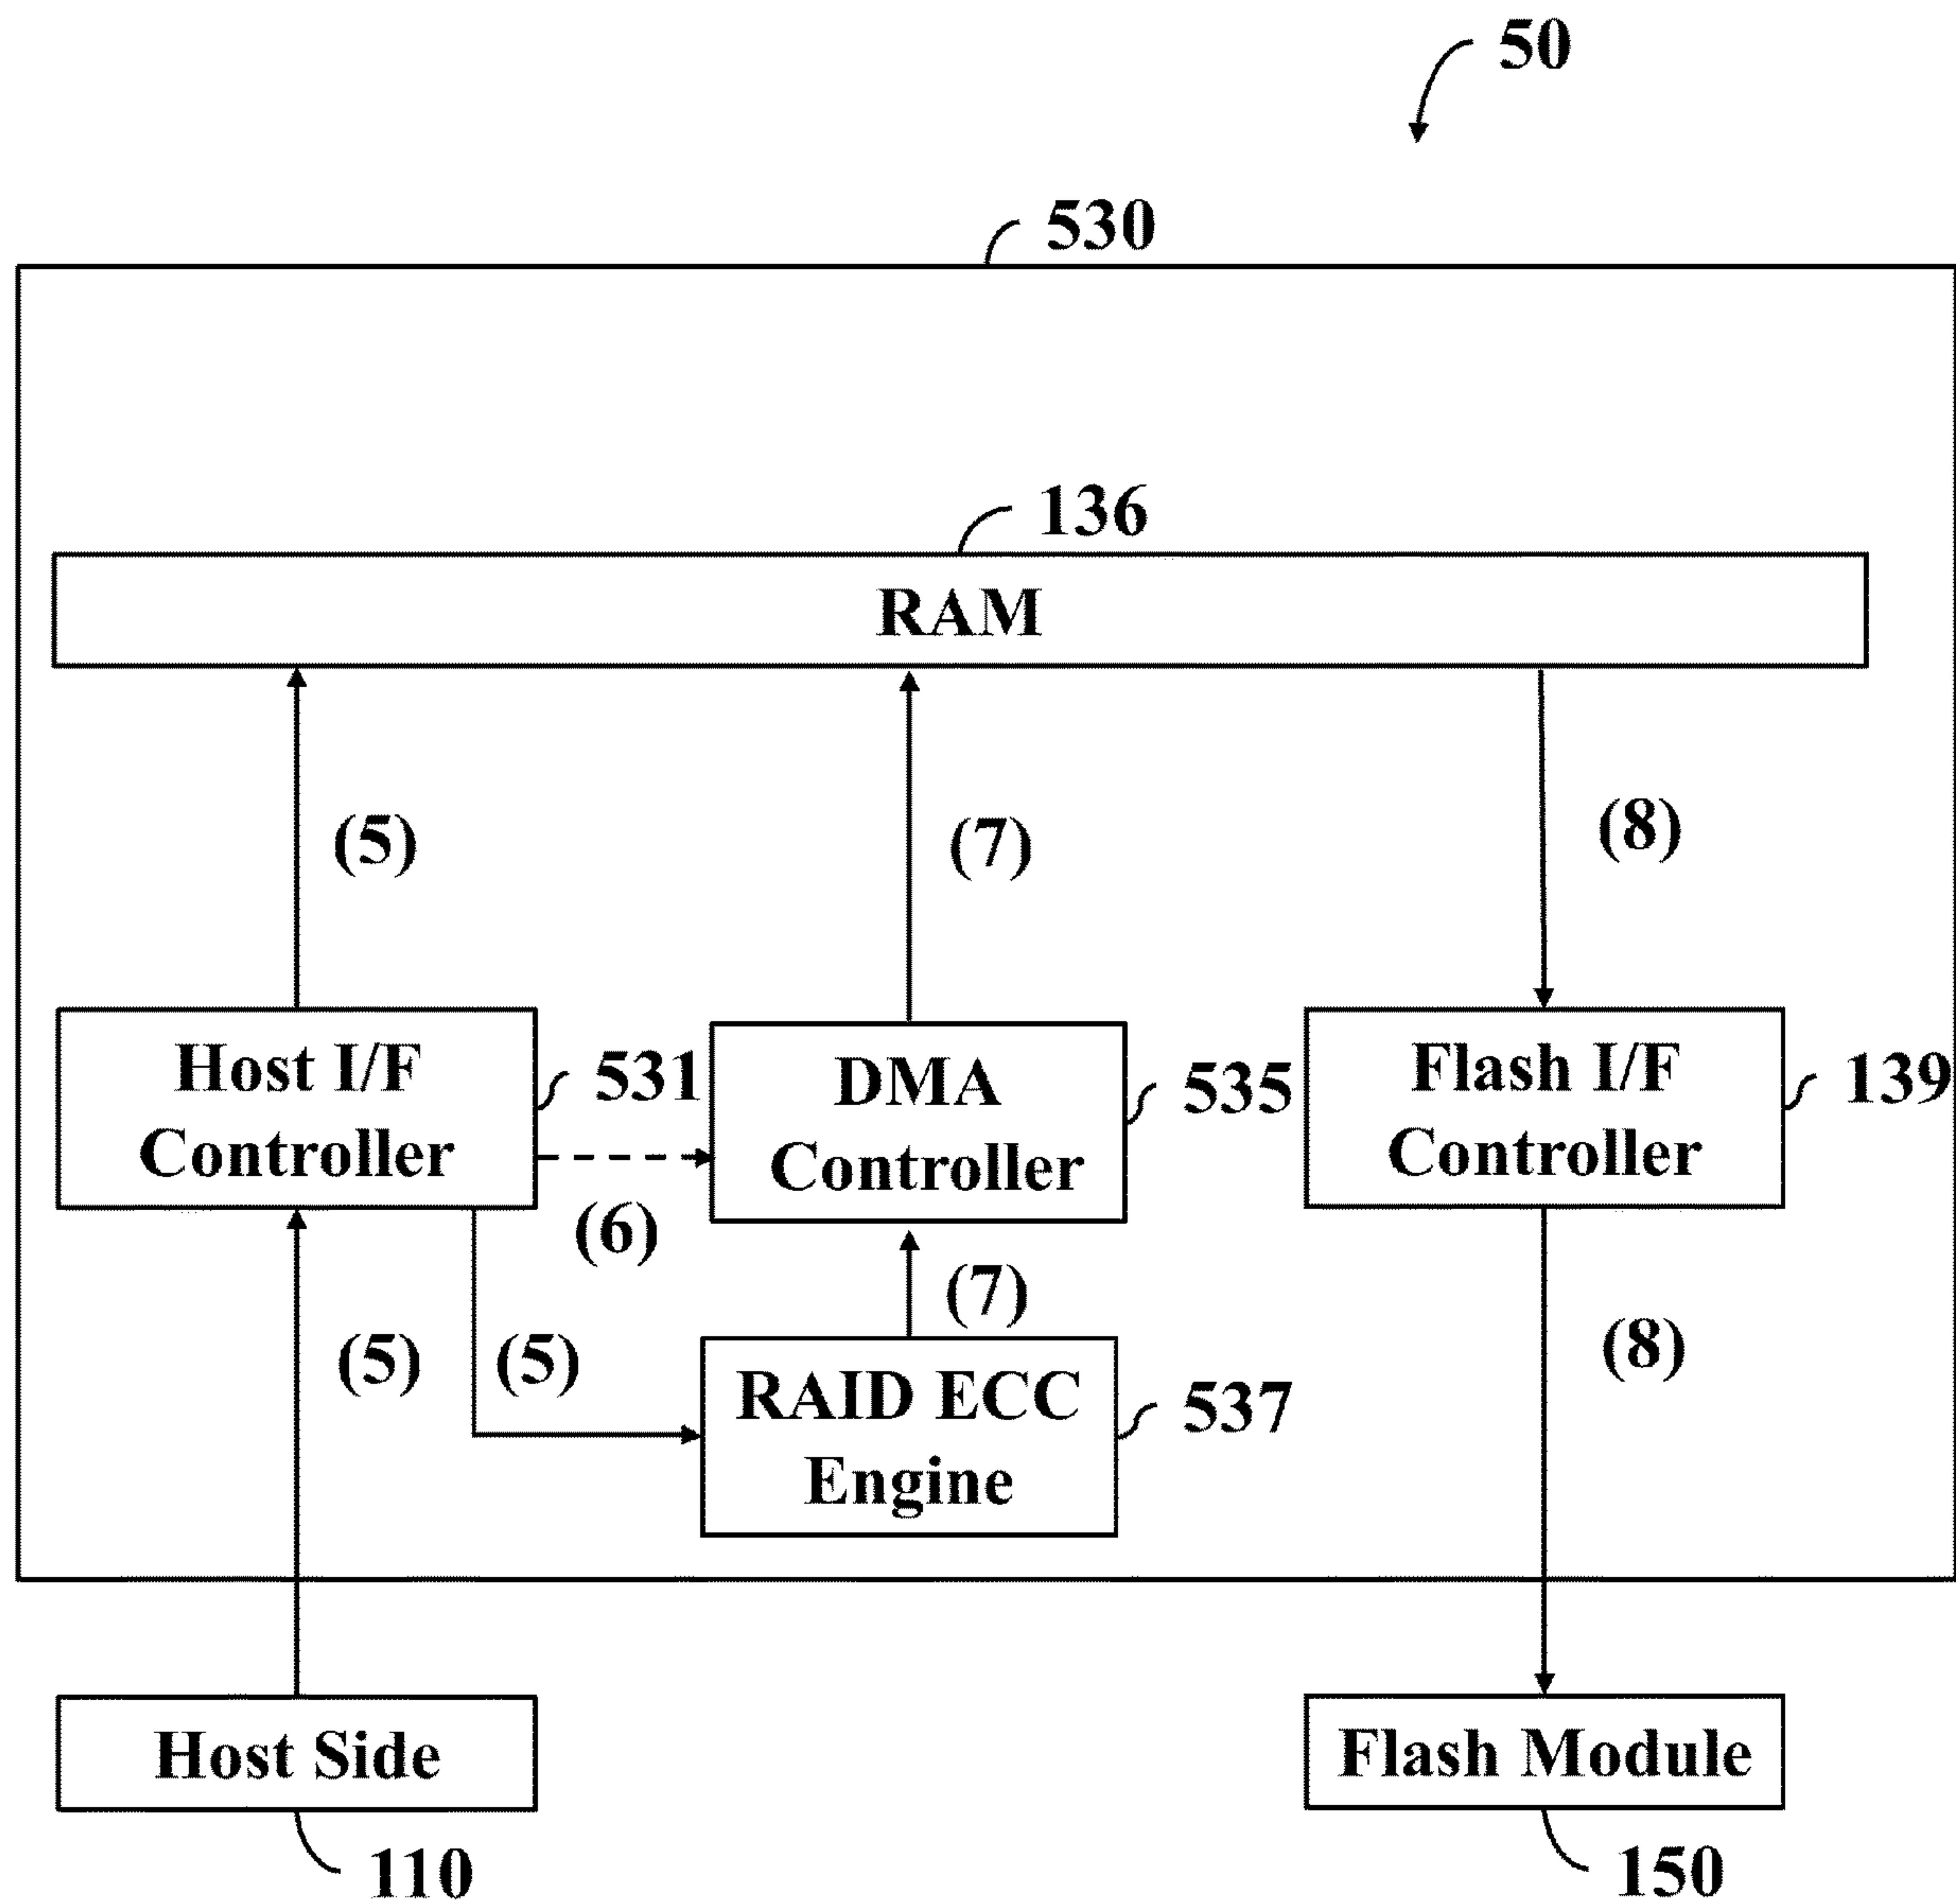 50
530
136
RAM
(5)
(7)
(8)
Host I/F
Controller
531
DMA
Controller
535
Flash I/F
Controller
139
(6)
(7)
(5)
(5)
(8)
RAID ECC
Engine
537
Host Side
Flash Module
110
150